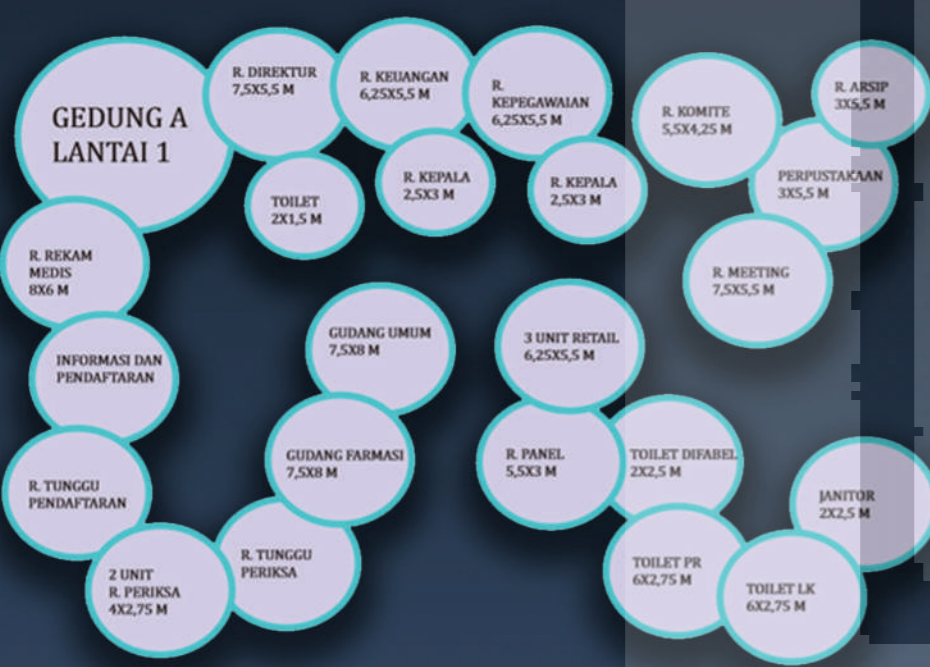 GEDUNG A
LANTAI 1
R. DIREKTUR
7,5X5,5 M
R. KEUANGAN
6,25X5,5 M
R.
KEPEGAWAIAN
6,25X5,5 M
R. KOMITE
5,5X4,25 M
R. ARSIP
3X5,5 M
TOILET
2X1,5 M
R. KEPALA
2,5X3 M
R. KEPALA
2,5X3 M
PERPUSTAKAAN
3X5,5 M
R. REKAM
MEDIS
8X6 M
R. MEETING
7,5X5,5 M
INFORMASI DAN
PENDAFTARAN
GUDANG UMUM
7,5X8 M
3 UNIT RETAIL
6,25X5,5 M
R. TUNGGU
PENDAFTARAN
GUDANG FARMASI
7,5X8 M
R. PANEL
5,5X3 M
TOILET DIFABEL
2X2,5 M
JANITOR
2X2,5 M
2 UNIT
R. PERIKSA
4X2,75 M
R. TUNGGU
PERIKSA
TOILET PR
6X2,75 M
TOILET LK
6X2,75 M